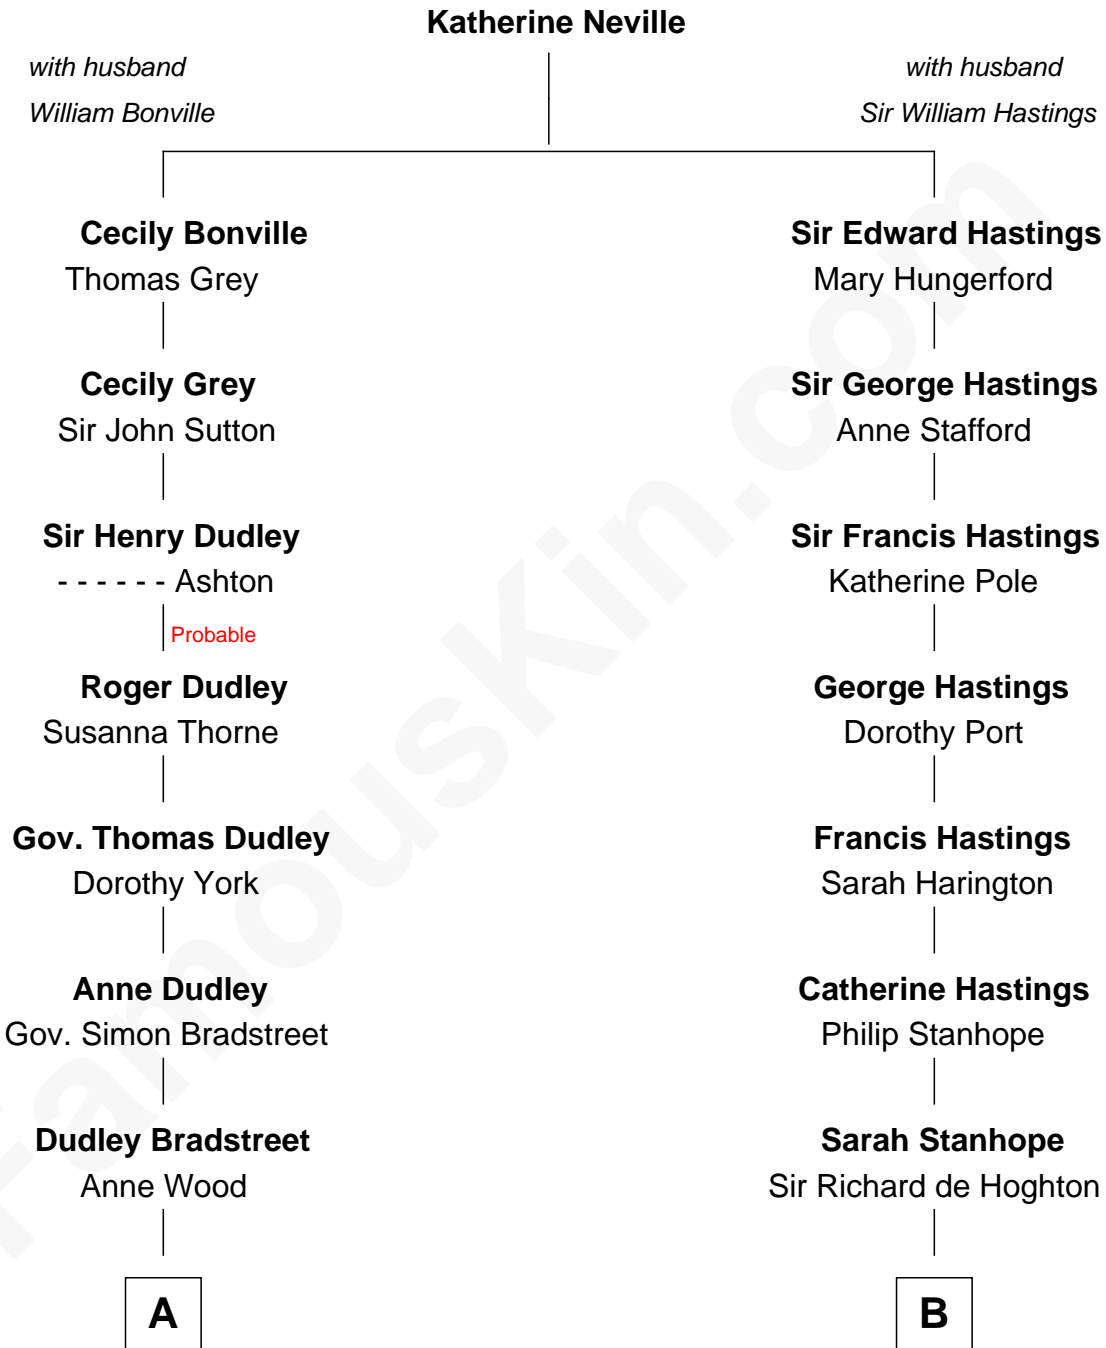 Katherine Neville
with husband
William Bonville
with husband
Sir William Hastings
Cecily Bonville
Thomas Grey
Sir Edward Hastings
Mary Hungerford
Cecily Grey
Sir John Sutton
Sir George Hastings
Anne Stafford
Sir Henry Dudley
- - - - - - Ashton
Sir Francis Hastings
Katherine Pole
Probable
Roger Dudley
Susanna Thorne
George Hastings
Dorothy Port
Gov. Thomas Dudley
Dorothy York
Francis Hastings
Sarah Harington
Anne Dudley
Gov. Simon Bradstreet
Catherine Hastings
Philip Stanhope
Dudley Bradstreet
Anne Wood
Sarah Stanhope
Sir Richard de Hoghton
A
B
FamousKin.com